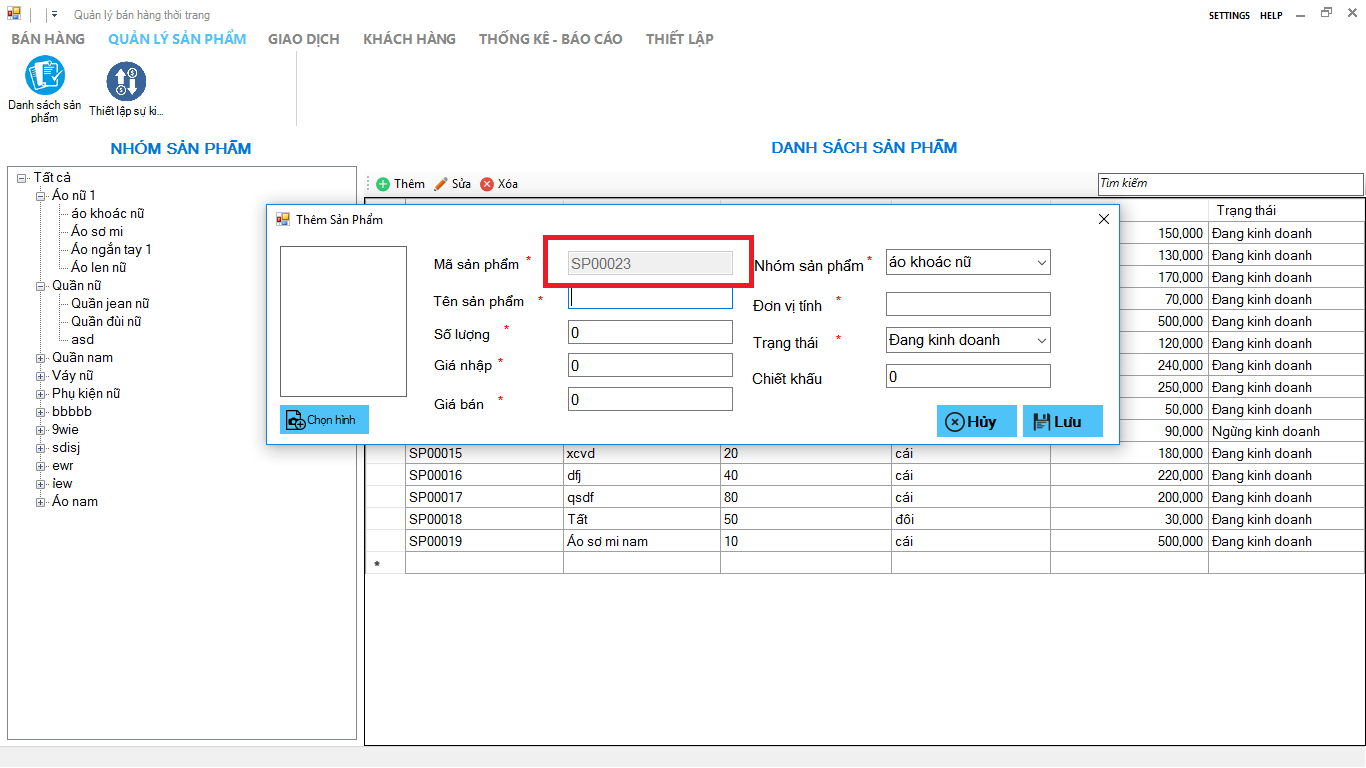 Quản lý bán hàng thời trang
SETTINGS HELP
BÁN HÀNG QUẢN LÝ SẢN PHẨM GIAO DỊCH KHÁCH HÀNG THỐNG KÊ - BÁO CÁO THIẾT LẬP
Danh sách sản phẩm
Thiết lập sự ki...
NHÓM SẢN PHẨM
Tất cả
Áo nữ 1
áo khoác nữ
Áo sơ mi
Áo ngắn tay 1
Áo len nữ
Quần nữ
Quần jean nữ
Quần đùi nữ
asd
Quần nam
Váy nữ
Phụ kiện nữ
bbbbb
9wie
sdisj
ewr
iew
Áo nam
DANH SÁCH SẢN PHẨM
Thêm Sửa Xóa
Tìm kiếm
Trạng thái
150,000 Đang kinh doanh
130,000 Đang kinh doanh
170,000 Đang kinh doanh
70,000 Đang kinh doanh
500,000 Đang kinh doanh
120,000 Đang kinh doanh
240,000 Đang kinh doanh
250,000 Đang kinh doanh
50,000 Đang kinh doanh
90,000 Ngừng kinh doanh
SP00015 xcvd 20 cái 180,000 Đang kinh doanh
SP00016 dfj 40 cái 220,000 Đang kinh doanh
SP00017 qsdf 80 cái 200,000 Đang kinh doanh
SP00018 Tất 50 đôi 30,000 Đang kinh doanh
SP00019 Áo sơ mi nam 10 cái 500,000 Đang kinh doanh
*
Thêm Sản Phẩm
Mã sản phẩm * SP00023
Tên sản phẩm *
Số lượng * 0
Giá nhập * 0
Giá bán * 0
Nhóm sản phẩm * áo khoác nữ
Đơn vị tính *
Trạng thái * Đang kinh doanh
Chiết khấu 0
Chọn hình
Hủy Lưu